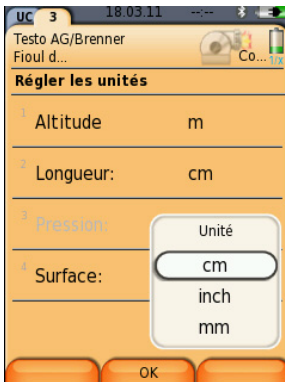 UC 3 18.03.11 --:--
Testo AG/Brenner
Fioul d... Co... 1/x
Régler les unités
1 Altitude m
2 Longueur: cm
3 Pression:
4 Surface:
Unité
cm
inch
mm
OK